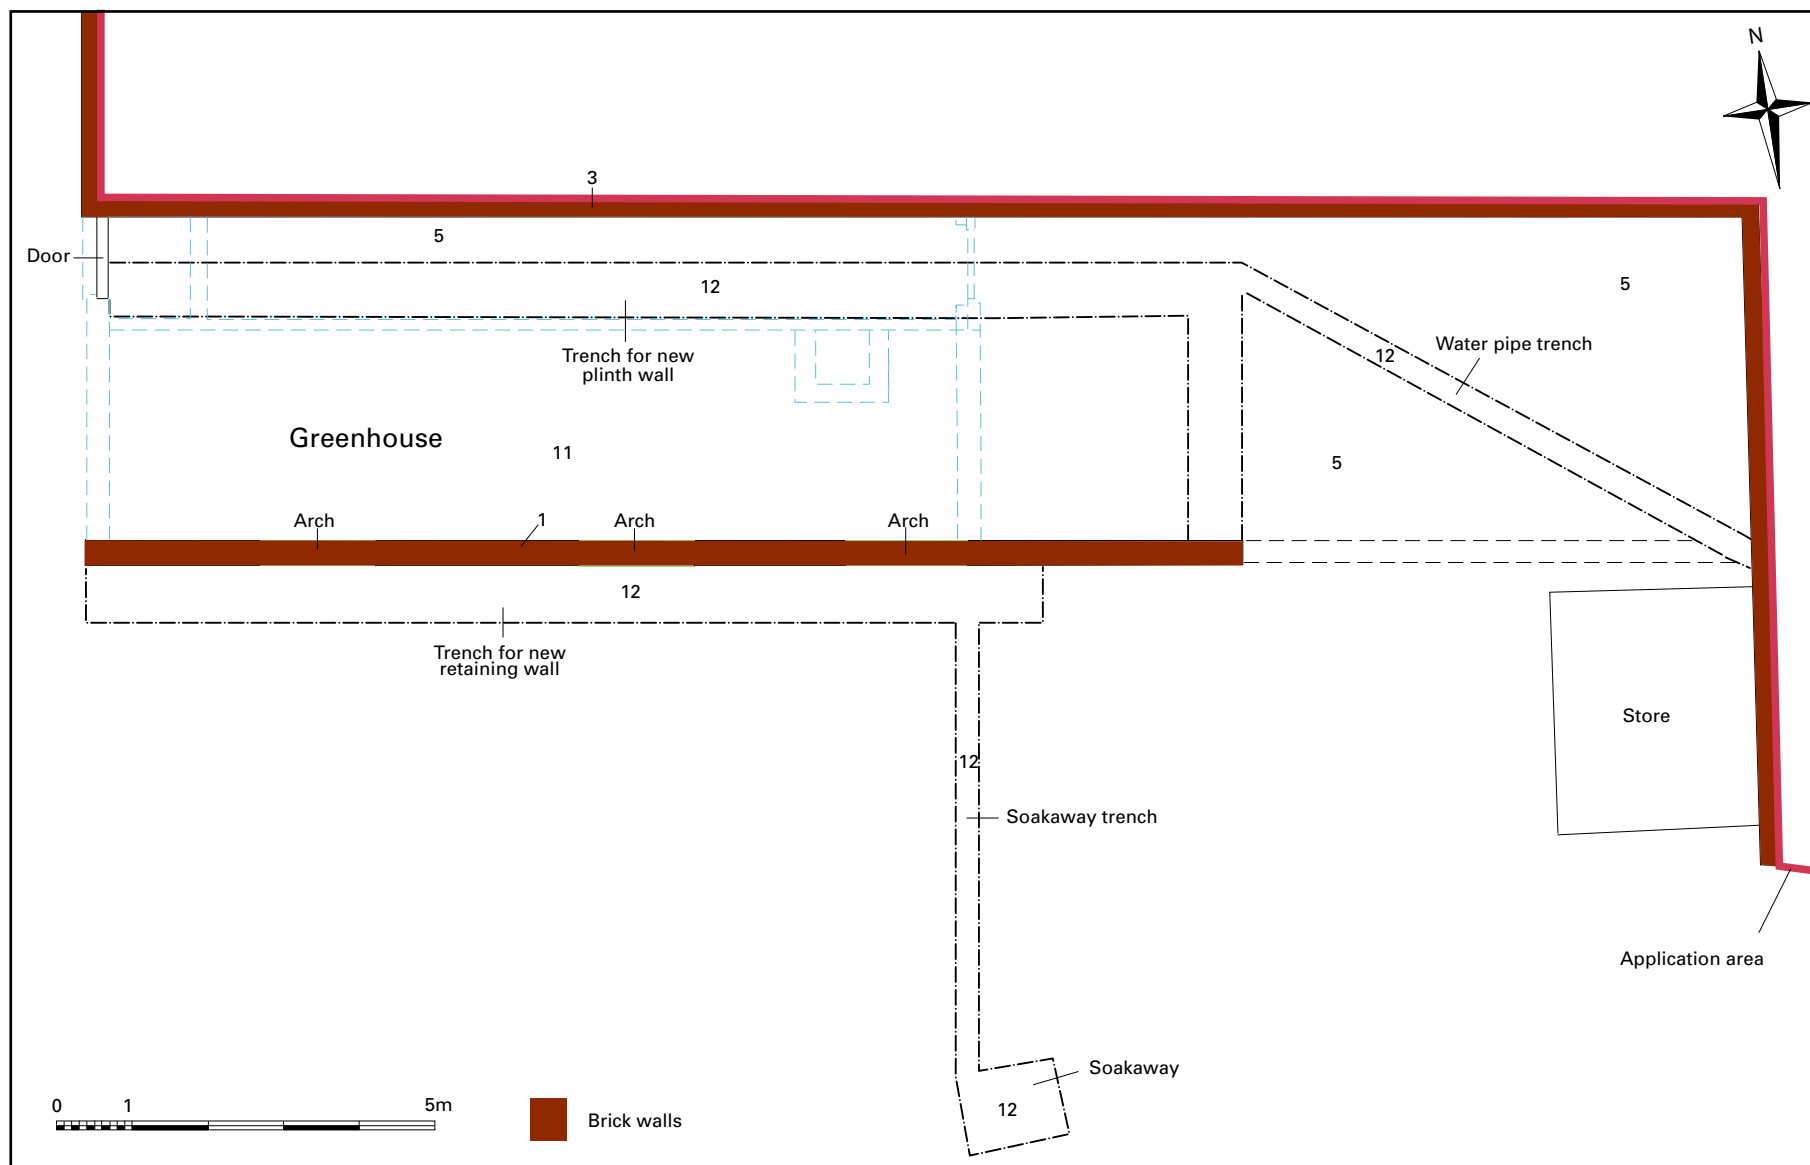 N
3
5
Door
12
5
Trench for new
plinth wall
Water pipe trench
12
Greenhouse
11
5
Arch
1
Arch
Arch
12
Trench for new
retaining wall
Store
12
Soakaway trench
Application area
Soakaway
12
0 1 5m
Brick walls